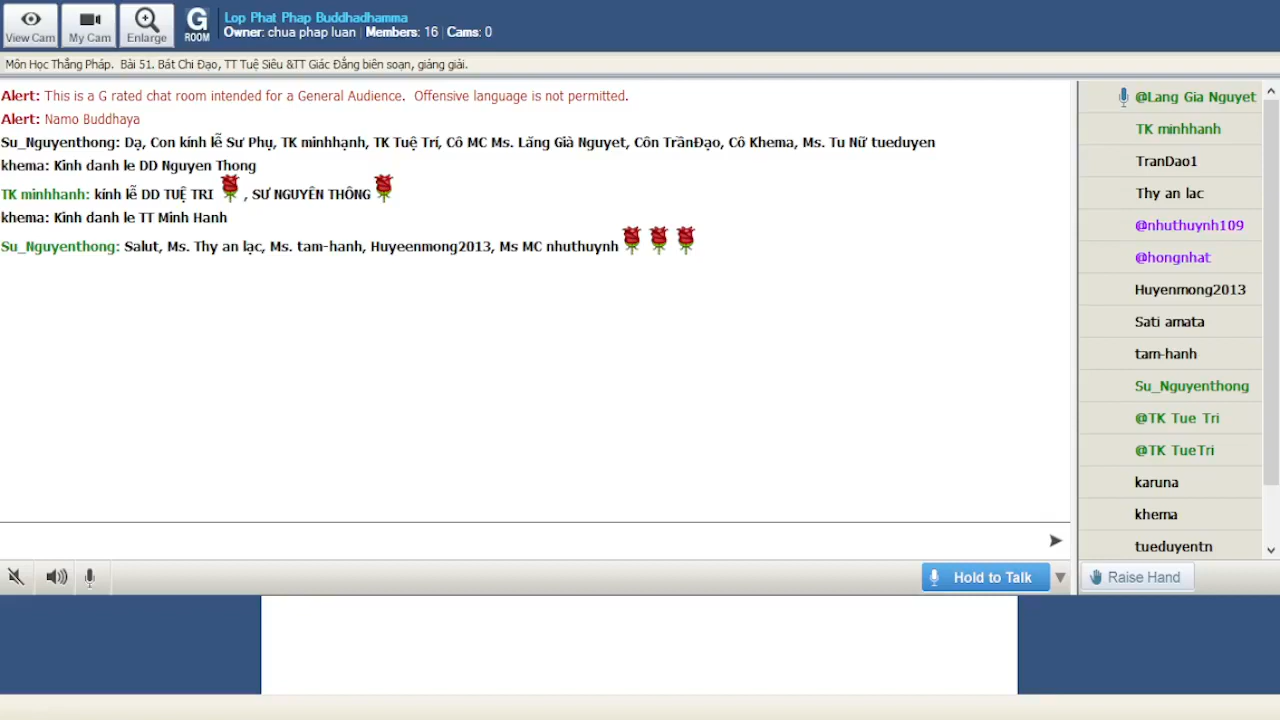 View Cam
My Cam
Enlarge
G
ROOM
Lop Phat Phap Buddhadhamma
Owner: chua phap luan | Members: 16 | Cams: 0
Môn Học Thắng Pháp.  Bài 51. Bát Chi Đạo, TT Tuệ Siêu &TT Giác Đẳng biên soạn, giảng giải.
Alert: This is a G rated chat room intended for a General Audience.  Offensive language is not permitted.
Alert: Namo Buddhaya
Su_Nguyenthong: Dạ, Con kính lễ Sư Phụ, TK minhhạnh, TK Tuệ Trí, Cô MC Ms. Lăng Già Nguyet, Côn TrầnĐạo, Cô Khema, Ms. Tu Nữ tueduyen
khema: Kinh danh le DD Nguyen Thong
TK minhhanh: kính lễ DD TUỆ TRI , SƯ NGUYÊN THÔNG
khema: Kinh danh le TT Minh Hanh
Su_Nguyenthong: Salut, Ms. Thy an lạc, Ms. tam-hanh, Huyeenmong2013, Ms MC nhuthuynh
@Lang Gia Nguyet
TK minhhanh
TranDao1
Thy an lac
@nhuthuynh109
@hongnhat
Huyenmong2013
Sati amata
tam-hanh
Su_Nguyenthong
@TK Tue Tri
@TK TueTri
karuna
khema
tueduyentn
Hold to Talk
Raise Hand